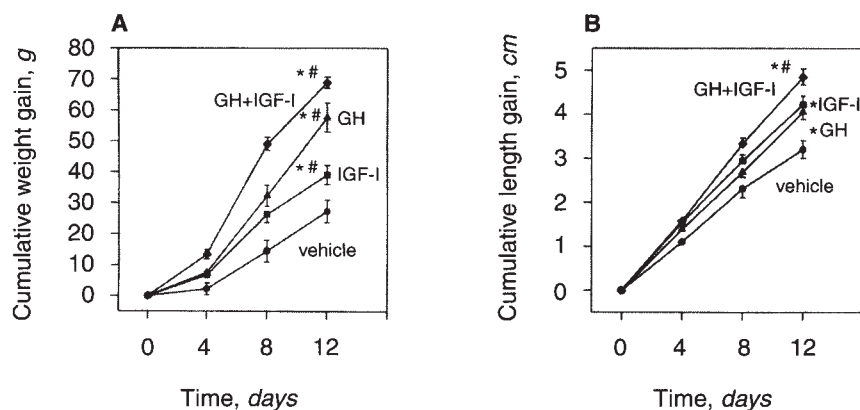 A
Cumulative weight gain, g
80
70
60
50
40
30
20
10
0
* #
GH+IGF-I
* #
GH
* #
IGF-I
vehicle
0 4 8 12
Time, days
B
Cumulative length gain, cm
5
4
3
2
1
0
* #
GH+IGF-I
*IGF-I
*GH
vehicle
0 4 8 12
Time, days